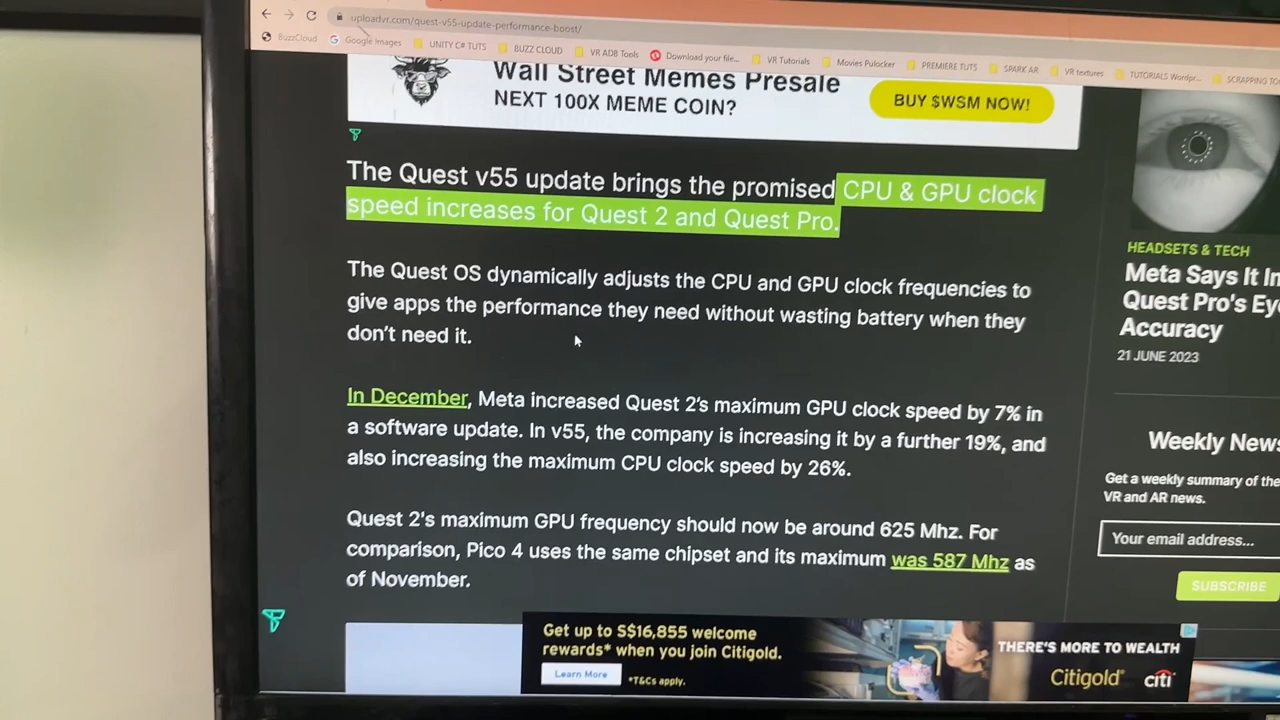 uploadvr.com/quest-v55-update-performance-boost/
BuzzCloud Google Images UNITY C# TUTS BUZZ CLOUD VR ADB Tools Download your file... VR Tutorials Movies Pulocker PREMIERE TUTS SPARK AR VR textures TUTORIALS Wordpr... SCRAPPING TO
Wall Street Memes Presale
NEXT 100X MEME COIN?
BUY $WSM NOW!
The Quest v55 update brings the promised CPU & GPU clock
speed increases for Quest 2 and Quest Pro.
The Quest OS dynamically adjusts the CPU and GPU clock frequencies to
give apps the performance they need without wasting battery when they
don't need it.
In December, Meta increased Quest 2's maximum GPU clock speed by 7% in
a software update. In v55, the company is increasing it by a further 19%, and
also increasing the maximum CPU clock speed by 26%.
Quest 2's maximum GPU frequency should now be around 625 Mhz. For
comparison, Pico 4 uses the same chipset and its maximum was 587 Mhz as
of November.
HEADSETS & TECH
Meta Says It In
Quest Pro's Ey
Accuracy
21 JUNE 2023
Weekly News
Get a weekly summary of the
VR and AR news.
Your email address...
SUBSCRIBE
Get up to S$16,855 welcome
rewards* when you join Citigold.
Learn More
*T&Cs apply.
THERE'S MORE TO WEALTH
Citigold
citi